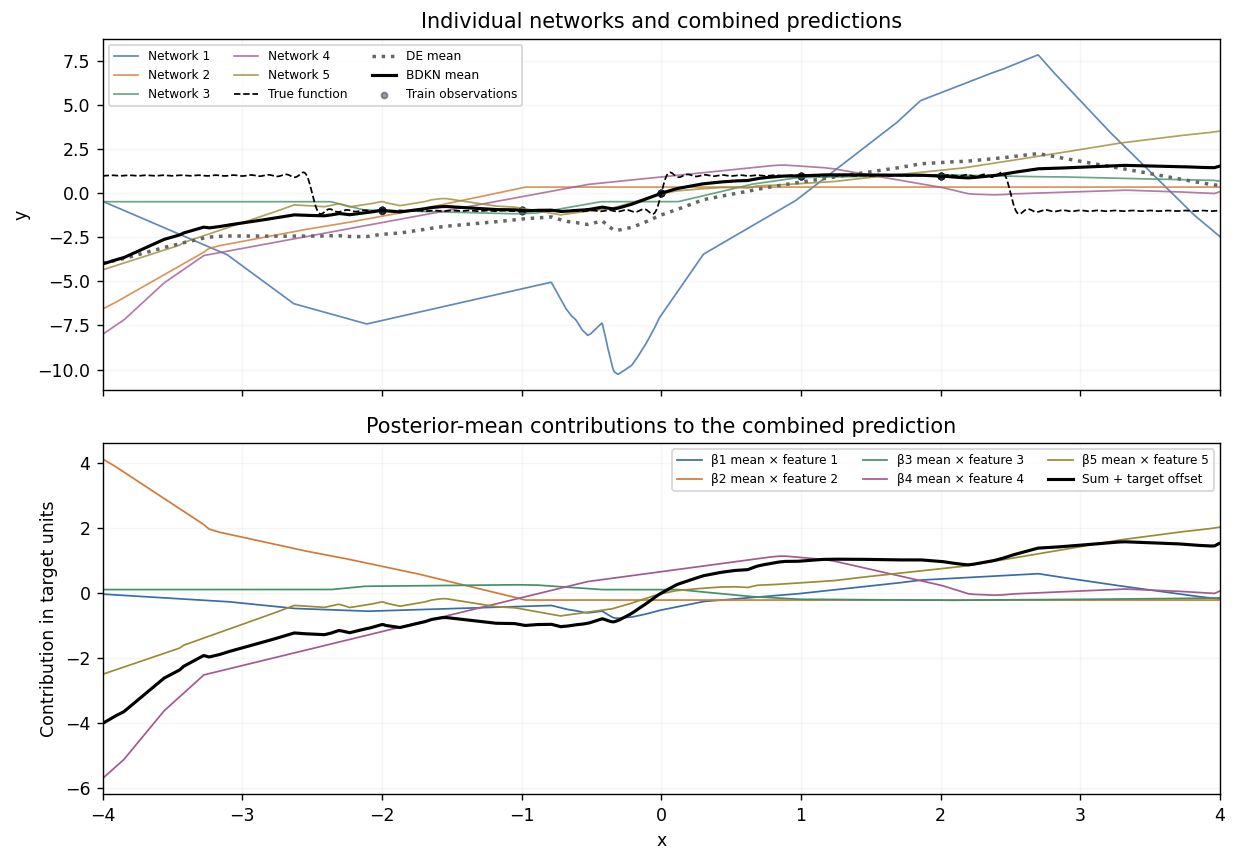 Individual networks and combined predictions
Network 1
Network 2
Network 3
Network 4
Network 5
True function
DE mean
BDKN mean
Train observations
7.5
5.0
2.5
0.0
−2.5
−5.0
−7.5
−10.0
y
Posterior-mean contributions to the combined prediction
β1 mean × feature 1
β2 mean × feature 2
β3 mean × feature 3
β4 mean × feature 4
β5 mean × feature 5
Sum + target offset
4
2
0
−2
−4
−6
Contribution in target units
−4
−3
−2
−1
0
1
2
3
4
x